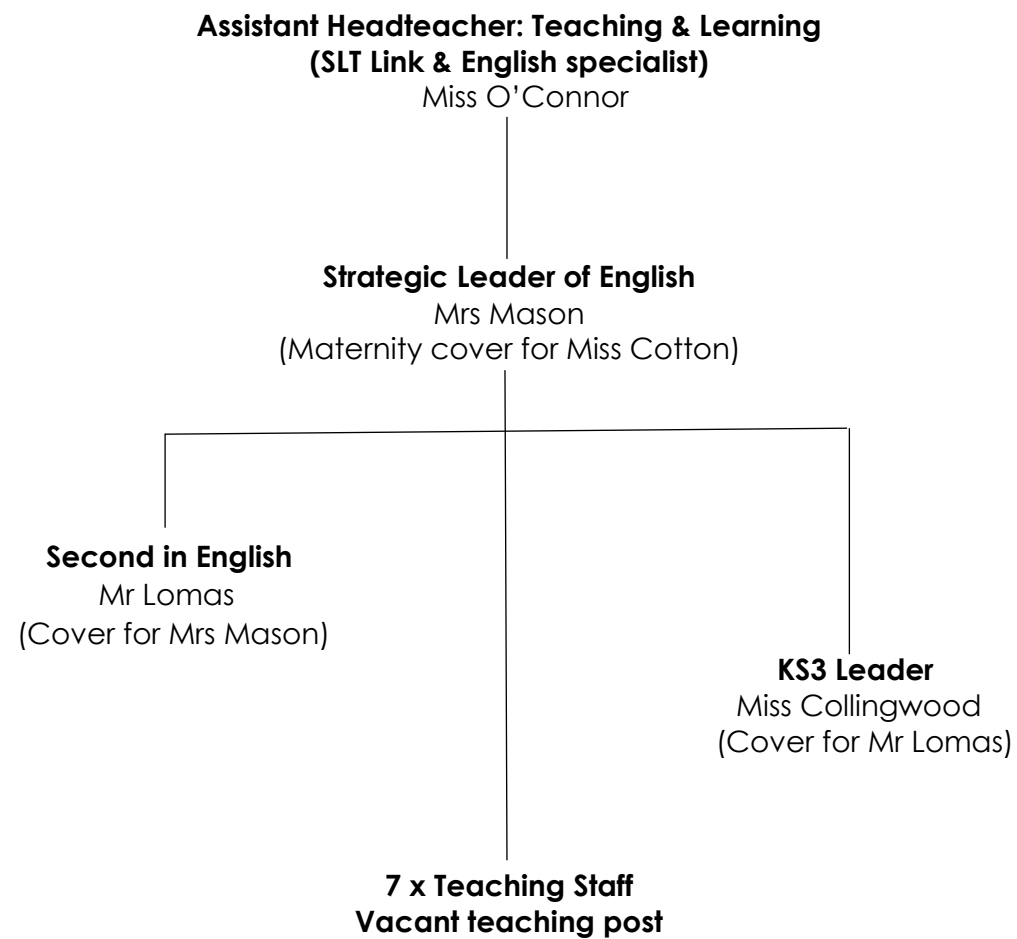 Assistant Headteacher: Teaching & Learning
(SLT Link & English specialist)
Miss O’Connor
Strategic Leader of English
Mrs Mason
(Maternity cover for Miss Cotton)
Second in English
Mr Lomas
(Cover for Mrs Mason)
KS3 Leader
Miss Collingwood
(Cover for Mr Lomas)
7 x Teaching Staff
Vacant teaching post